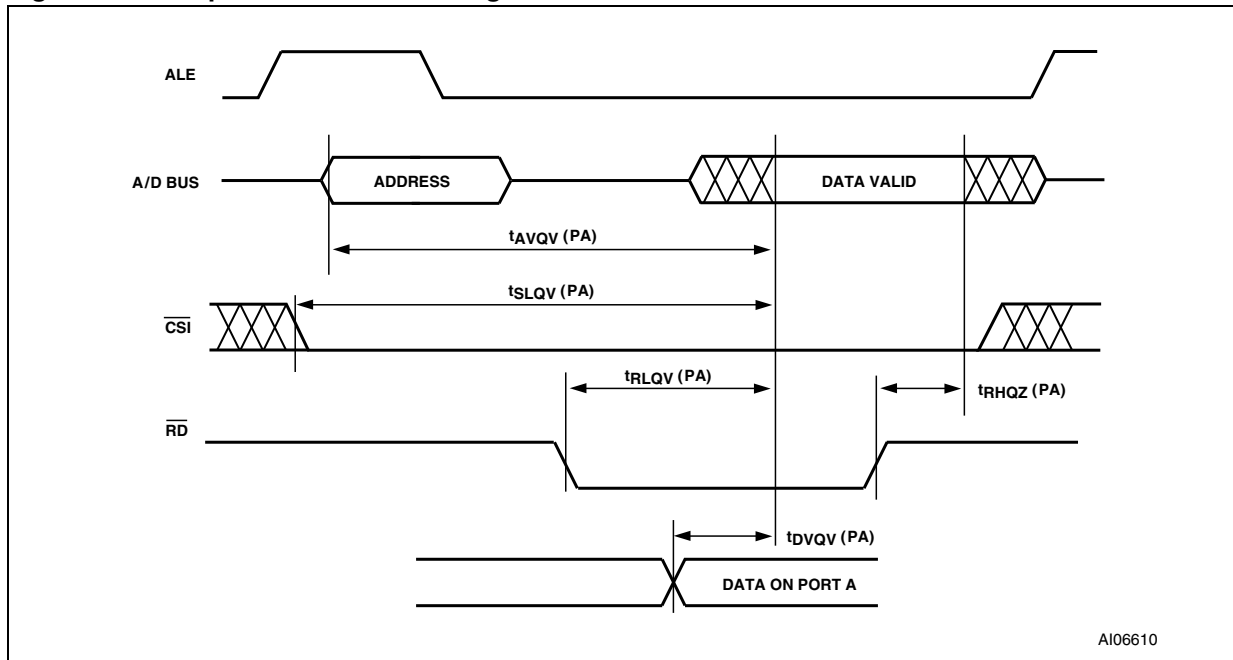 ALE
A/D BUS
ADDRESS
DATA VALID
tAVQV (PA)
tSLQV (PA)
CSI
tRLQV (PA)
tRHQZ (PA)
RD
tDVQV (PA)
DATA ON PORT A
AI06610